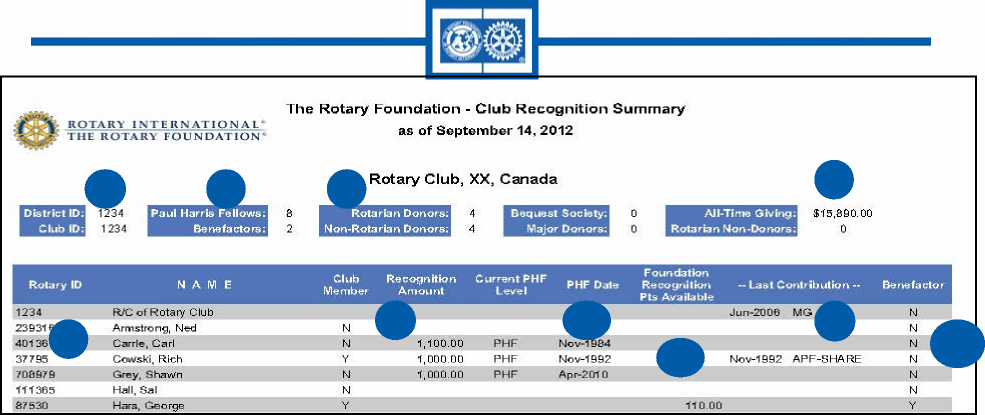 The Rotary Foundation - Club Recognition Summary
as of September 14, 2012
ROTARY INTERNATIONAL
THE ROTARY FOUNDATION
Rotary Club, XX, Canada
District ID: 1234 Paul Harris Fellows: 8 Rotarian Donors: 4 Bequest Society: 0 All-Time Giving: $15,890.00
Club ID: 1234 Benefactors: 2 Non-Rotarian Donors: 4 Major Donors: 0 Rotarian Non-Donors: 0
Rotary ID N A M E Club Member Recognition Amount Current PHF Level PHF Date Foundation Recognition Pts Available -- Last Contribution -- Benefactor
1234 R/C of Rotary Club Jun-2006 MG N
Armstrong, Ned N N
Carrle, Carl N 1,100.00 PHF Nov-1984 N
37795 Cowski, Rich Y 1,000.00 PHF Nov-1992 Nov-1992 APF-SHARE N
708979 Grey, Shawn N 1,000.00 PHF Apr-2010 N
111365 Hall, Sal N N
87530 Hars, George Y 110.00 Y